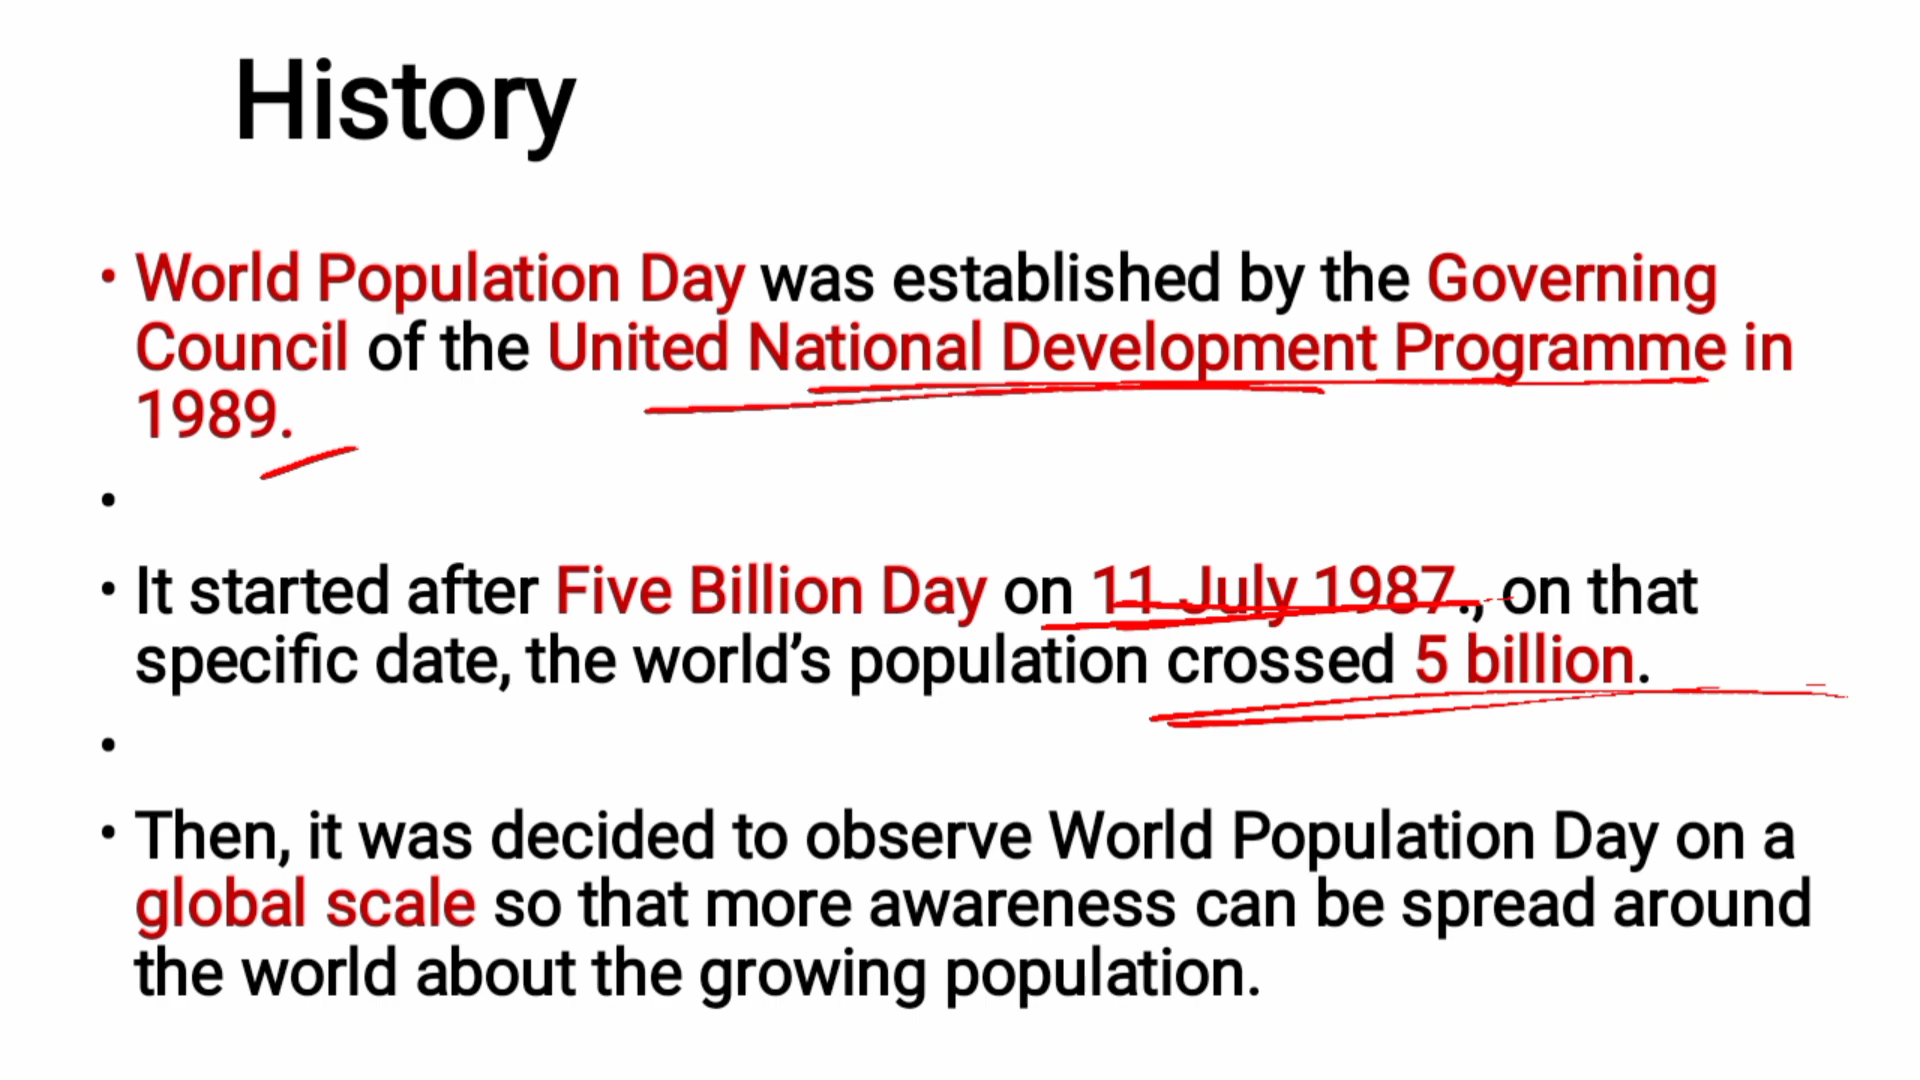 History
• World Population Day was established by the Governing
Council of the United National Development Programme in
1989.
•
• It started after Five Billion Day on 11 July 1987., on that
specific date, the world’s population crossed 5 billion.
•
• Then, it was decided to observe World Population Day on a
global scale so that more awareness can be spread around
the world about the growing population.